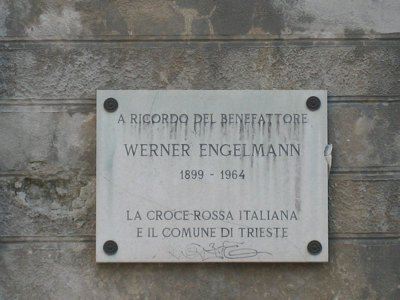 A RICORDO DEL BENEFATTORE
WERNER ENGELMANN
1899 - 1964
LA CROCE ROSSA ITALIANA
E IL COMUNE DI TRIESTE